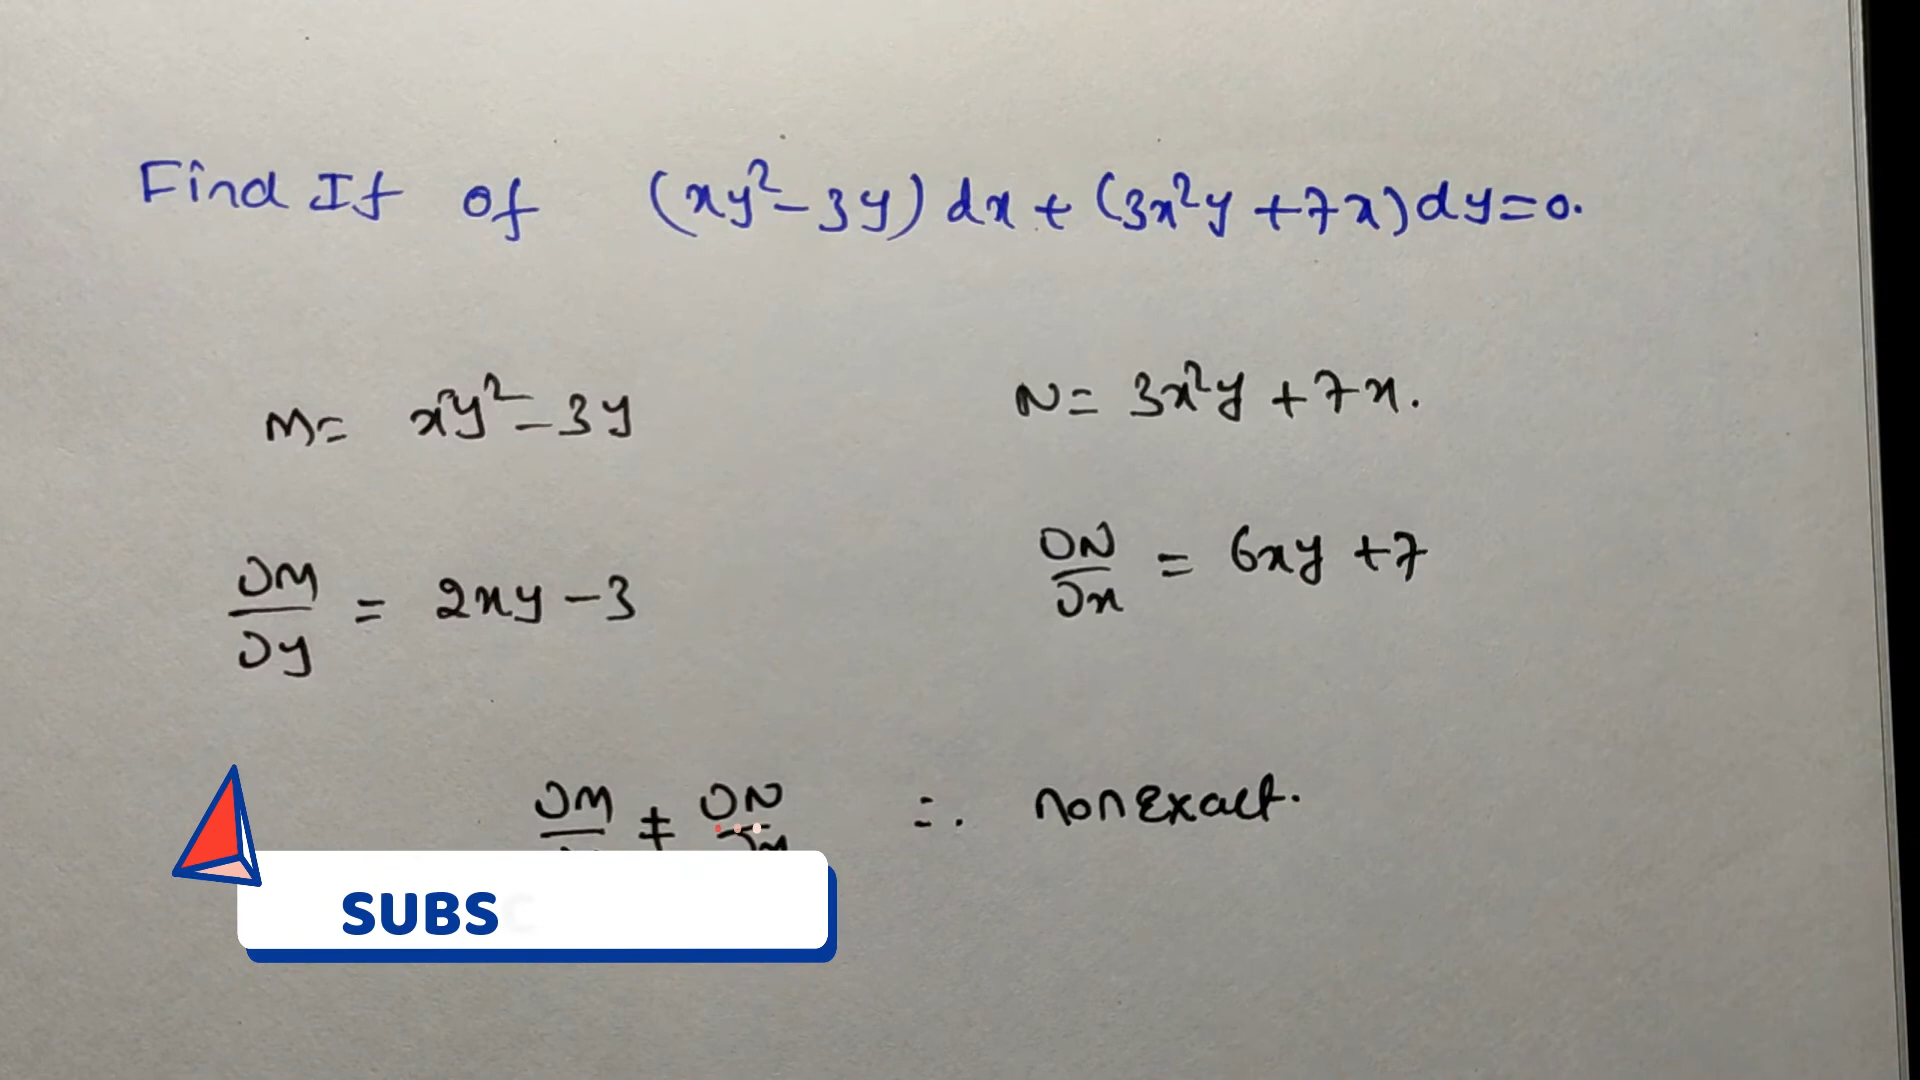 Find If of (xy²-3y)dx+(3x²y+7x)dy=0.
M= xy²-3y
N= 3x²y+7x.
∂M/∂y = 2xy-3
∂N/∂x = 6xy+7
∂M ≠ ∂N/∂x ∴ nonExact.
SUBS